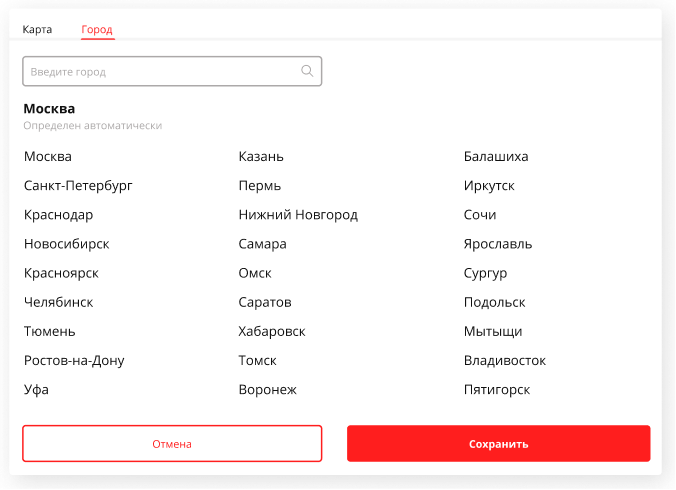 Карта Город
Введите город
Москва
Определен автоматически
Москва Казань Балашиха
Санкт-Петербург Пермь Иркутск
Краснодар Нижний Новгород Сочи
Новосибирск Самара Ярославль
Красноярск Омск Сургур
Челябинск Саратов Подольск
Тюмень Хабаровск Мытыщи
Ростов-на-Дону Томск Владивосток
Уфа Воронеж Пятигорск
Отмена Сохранить